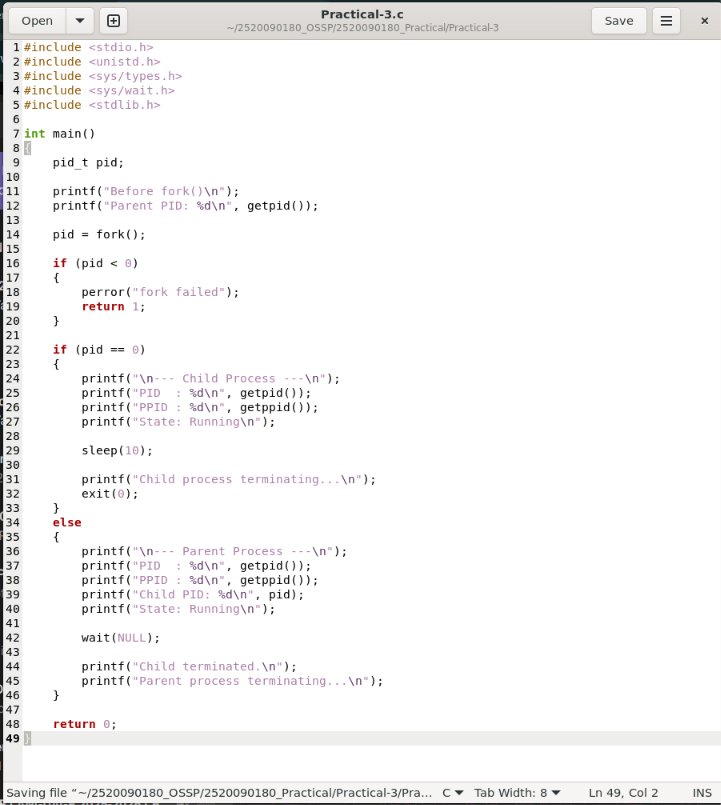 Open
Practical-3.c
~/2520090180_OSSP/2520090180_Practical/Practical-3
Save
1 #include <stdio.h>
2 #include <unistd.h>
3 #include <sys/types.h>
4 #include <sys/wait.h>
5 #include <stdlib.h>
6
7 int main()
8 {
9     pid_t pid;
10
11     printf("Before fork()\n");
12     printf("Parent PID: %d\n", getpid());
13
14     pid = fork();
15
16     if (pid < 0)
17     {
18         perror("fork failed");
19         return 1;
20     }
21
22     if (pid == 0)
23     {
24         printf("\n--- Child Process ---\n");
25         printf("PID  : %d\n", getpid());
26         printf("PPID : %d\n", getppid());
27         printf("State: Running\n");
28
29         sleep(10);
30
31         printf("Child process terminating...\n");
32         exit(0);
33     }
34     else
35     {
36         printf("\n--- Parent Process ---\n");
37         printf("PID  : %d\n", getpid());
38         printf("PPID : %d\n", getppid());
39         printf("Child PID: %d\n", pid);
40         printf("State: Running\n");
41
42         wait(NULL);
43
44         printf("Child terminated.\n");
45         printf("Parent process terminating...\n");
46     }
47
48     return 0;
49 }
Saving file “~/2520090180_OSSP/2520090180_Practical/Practical-3/Pra… C Tab Width: 8 Ln 49, Col 2 INS